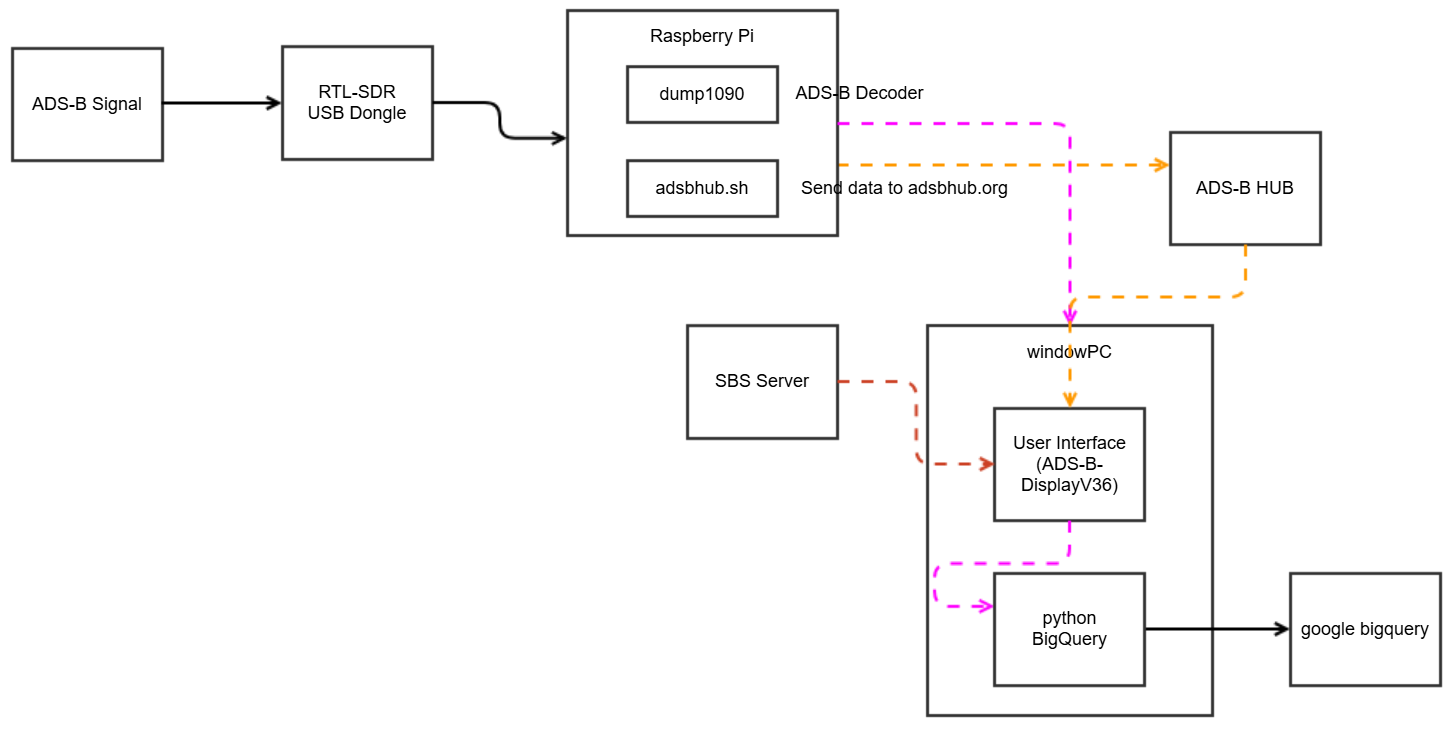 Raspberry Pi
ADS-B Signal
RTL-SDR
USB Dongle
dump1090
ADS-B Decoder
adsbhub.sh
Send data to adsbhub.org
ADS-B HUB
windowPC
SBS Server
User Interface
(ADS-B-
DisplayV36)
python
BigQuery
google bigquery